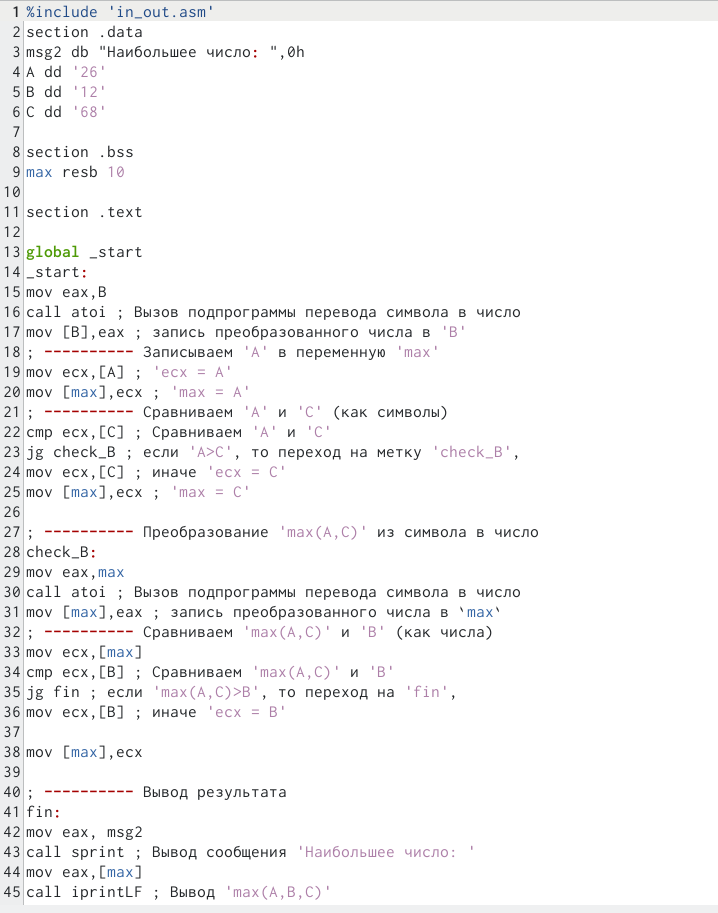 1 %include 'in_out.asm'
2 section .data
3 msg2 db "Наибольшее число: ",0h
4 A dd '26'
5 B dd '12'
6 C dd '68'
7
8 section .bss
9 max resb 10
10
11 section .text
12
13 global _start
14 _start:
15 mov eax,B
16 call atoi ; Вызов подпрограммы перевода символа в число
17 mov [B],eax ; запись преобразованного числа в 'B'
18 ; ---------- Записываем 'A' в переменную 'max'
19 mov ecx,[A] ; 'ecx = A'
20 mov [max],ecx ; 'max = A'
21 ; ---------- Сравниваем 'A' и 'С' (как символы)
22 cmp ecx,[C] ; Сравниваем 'A' и 'С'
23 jg check_B ; если 'A>C', то переход на метку 'check_B',
24 mov ecx,[C] ; иначе 'ecx = C'
25 mov [max],ecx ; 'max = C'
26
27 ; ---------- Преобразование 'max(A,C)' из символа в число
28 check_B:
29 mov eax,max
30 call atoi ; Вызов подпрограммы перевода символа в число
31 mov [max],eax ; запись преобразованного числа в `max`
32 ; ---------- Сравниваем 'max(A,C)' и 'B' (как числа)
33 mov ecx,[max]
34 cmp ecx,[B] ; Сравниваем 'max(A,C)' и 'B'
35 jg fin ; если 'max(A,C)>B', то переход на 'fin',
36 mov ecx,[B] ; иначе 'ecx = B'
37
38 mov [max],ecx
39
40 ; ---------- Вывод результата
41 fin:
42 mov eax, msg2
43 call sprint ; Вывод сообщения 'Наибольшее число: '
44 mov eax,[max]
45 call iprintLF ; Вывод 'max(A,B,C)'